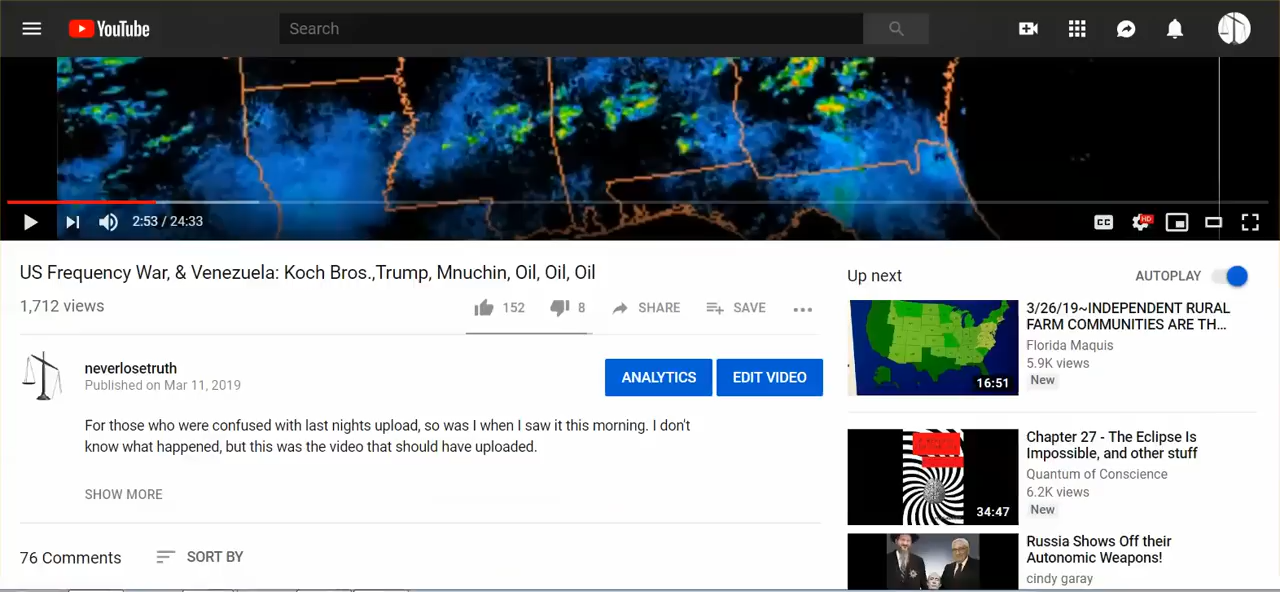 YouTube
Search
2:53 / 24:33
CC
HD
US Frequency War, & Venezuela: Koch Bros.,Trump, Mnuchin, Oil, Oil, Oil
1,712 views
152
8
SHARE
SAVE
neverlosetruth
Published on Mar 11, 2019
ANALYTICS
EDIT VIDEO
For those who were confused with last nights upload, so was I when I saw it this morning. I don't
know what happened, but this was the video that should have uploaded.
SHOW MORE
76 Comments
SORT BY
Up next
AUTOPLAY
16:51
3/26/19~INDEPENDENT RURAL
FARM COMMUNITIES ARE TH...
Florida Maquis
5.9K views
New
34:47
Chapter 27 - The Eclipse Is
Impossible, and other stuff
Quantum of Conscience
6.2K views
New
Russia Shows Off their
Autonomic Weapons!
cindy garay